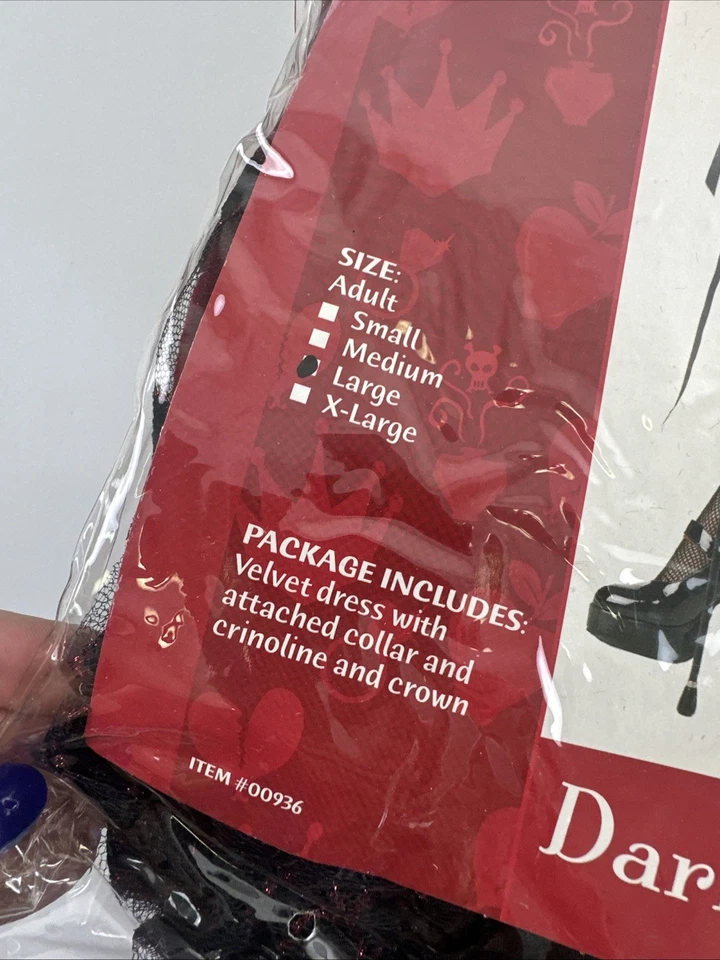 SIZE:
Adult
Small
Medium
Large
X-Large
PACKAGE INCLUDES:
Velvet dress with
attached collar and
crinoline and crown
ITEM #00936